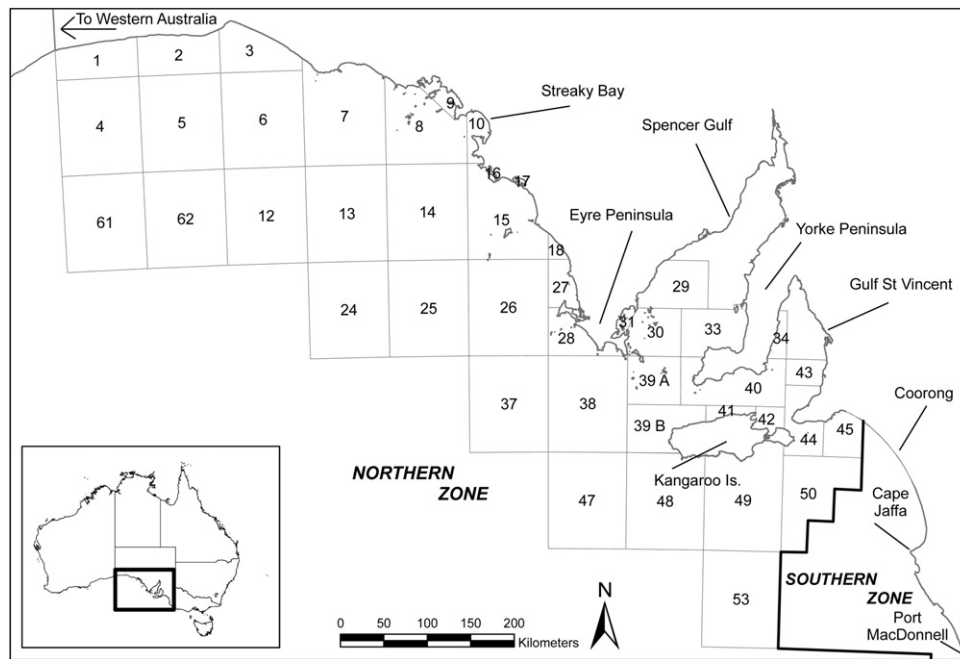 To Western Australia
1
2
3
Streaky Bay
9
10
4
5
6
7
8
Spencer Gulf
16
17
61
62
12
13
14
15
Eyre Peninsula
Yorke Peninsula
18
27
29
Gulf St Vincent
24
25
26
28
31
30
33
34
39 A
40
43
Coorong
37
38
39 B
41
42
44
45
Kangaroo Is.
NORTHERN
ZONE
47
48
49
50
Cape
Jaffa
SOUTHERN
ZONE
53
Port
MacDonnell
N
0 50 100 150 200
Kilometers